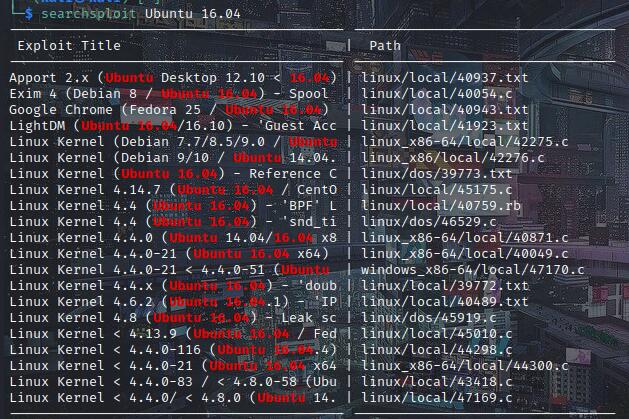 $ searchsploit Ubuntu 16.04
Exploit Title | Path
Apport 2.x (Ubuntu Desktop 12.10 < 16.04) | linux/local/40937.txt
Exim 4 (Debian 8 / Ubuntu 16.04) - Spool | linux/local/40054.c
Google Chrome (Fedora 25 / Ubuntu 16.04) | linux/local/40943.txt
LightDM (Ubuntu 16.04/16.10) - 'Guest Acc | linux/local/41923.txt
Linux Kernel (Debian 7.7/8.5/9.0 / Ubuntu | linux_x86-64/local/42275.c
Linux Kernel (Debian 9/10 / Ubuntu 14.04. | linux_x86/local/42276.c
Linux Kernel (Ubuntu 16.04) - Reference C | linux/dos/39773.txt
Linux Kernel 4.14.7 (Ubuntu 16.04 / CentO | linux/local/45175.c
Linux Kernel 4.4 (Ubuntu 16.04) - 'BPF' L | linux/local/40759.rb
Linux Kernel 4.4 (Ubuntu 16.04) - 'snd_ti | linux/dos/46529.c
Linux Kernel 4.4.0 (Ubuntu 14.04/16.04 x8 | linux_x86-64/local/40871.c
Linux Kernel 4.4.0-21 (Ubuntu 16.04 x64) | linux_x86-64/local/40049.c
Linux Kernel 4.4.0-21 < 4.4.0-51 (Ubuntu | windows_x86-64/local/47170.c
Linux Kernel 4.4.x (Ubuntu 16.04) - 'doub | linux/local/39772.txt
Linux Kernel 4.6.2 (Ubuntu 16.04.1) - 'IP | linux/local/40489.txt
Linux Kernel 4.8 (Ubuntu 16.04) - Leak sc | linux/dos/45919.c
Linux Kernel < 4.13.9 (Ubuntu 16.04 / Fed | linux/local/45010.c
Linux Kernel < 4.4.0-116 (Ubuntu 16.04.4) | linux/local/44298.c
Linux Kernel < 4.4.0-21 (Ubuntu 16.04 x64 | linux_x86-64/local/44300.c
Linux Kernel < 4.4.0-83 / < 4.8.0-58 (Ubu | linux/local/43418.c
Linux Kernel < 4.4.0/ < 4.8.0 (Ubuntu 14. | linux/local/47169.c